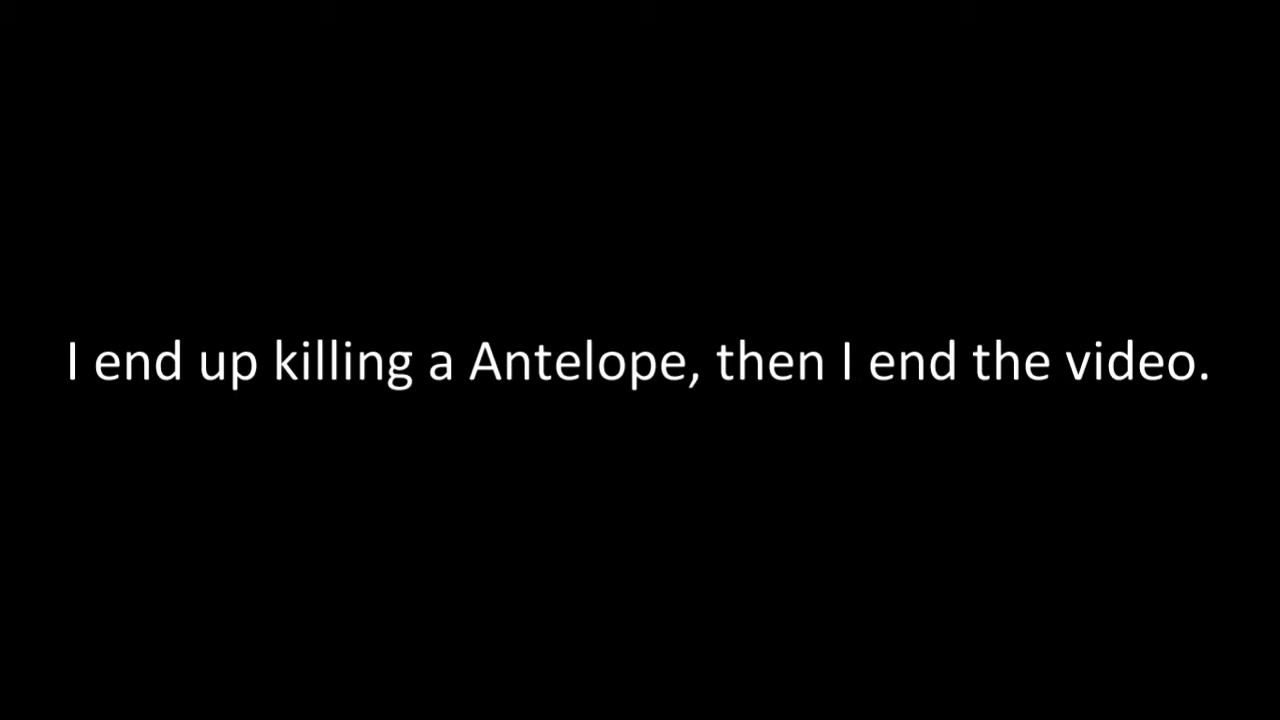 I end up killing a Antelope, then I end the video.